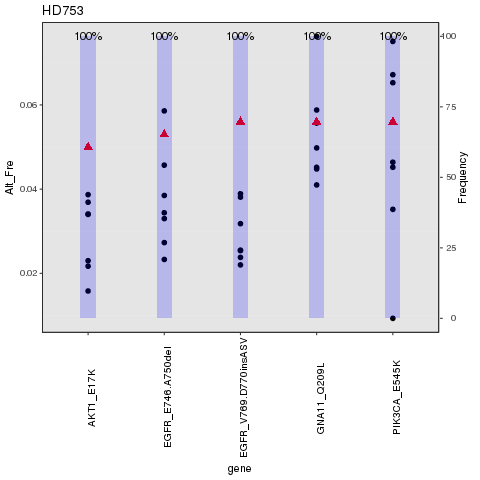 HD753
100% 100% 100% 100% 100%
100
0.06
75
Alt_Fre
Frequency
0.04
50
0.02
25
0
AKT1_E17K
EGFR_E746.A750del
EGFR_V769.D770insASV
GNA11_Q209L
PIK3CA_E545K
gene